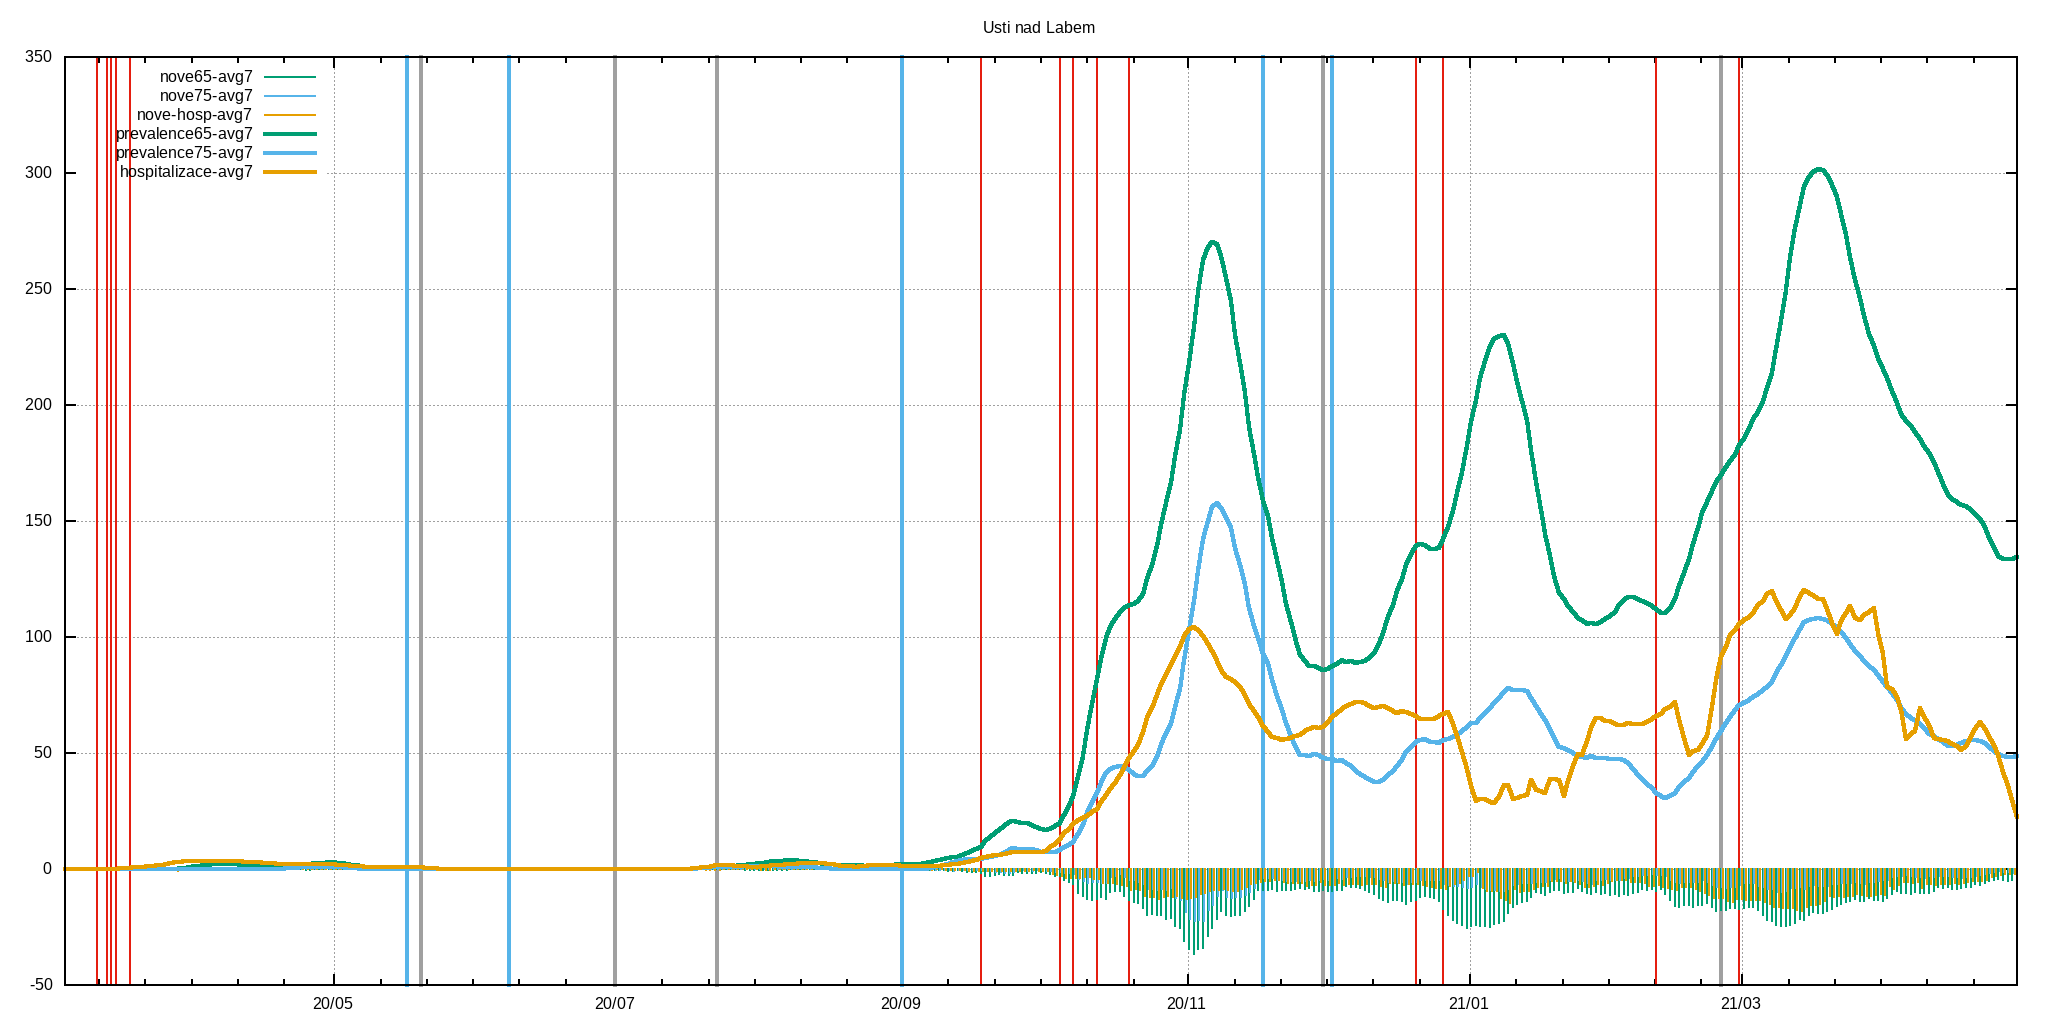 Usti nad Labem
350
300
250
200
150
100
50
0
-50
nove65-avg7
nove75-avg7
nove-hosp-avg7
prevalence65-avg7
prevalence75-avg7
hospitalizace-avg7
20/05
20/07
20/09
20/11
21/01
21/03